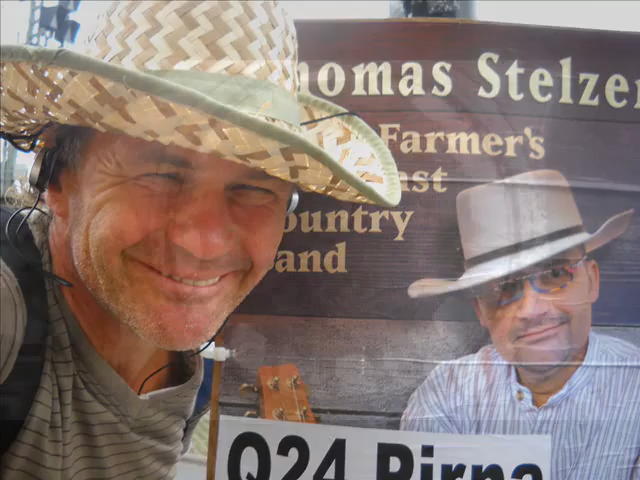 homas Stelzer
Farmer's
ast
ountry
and
Q24 Pirna